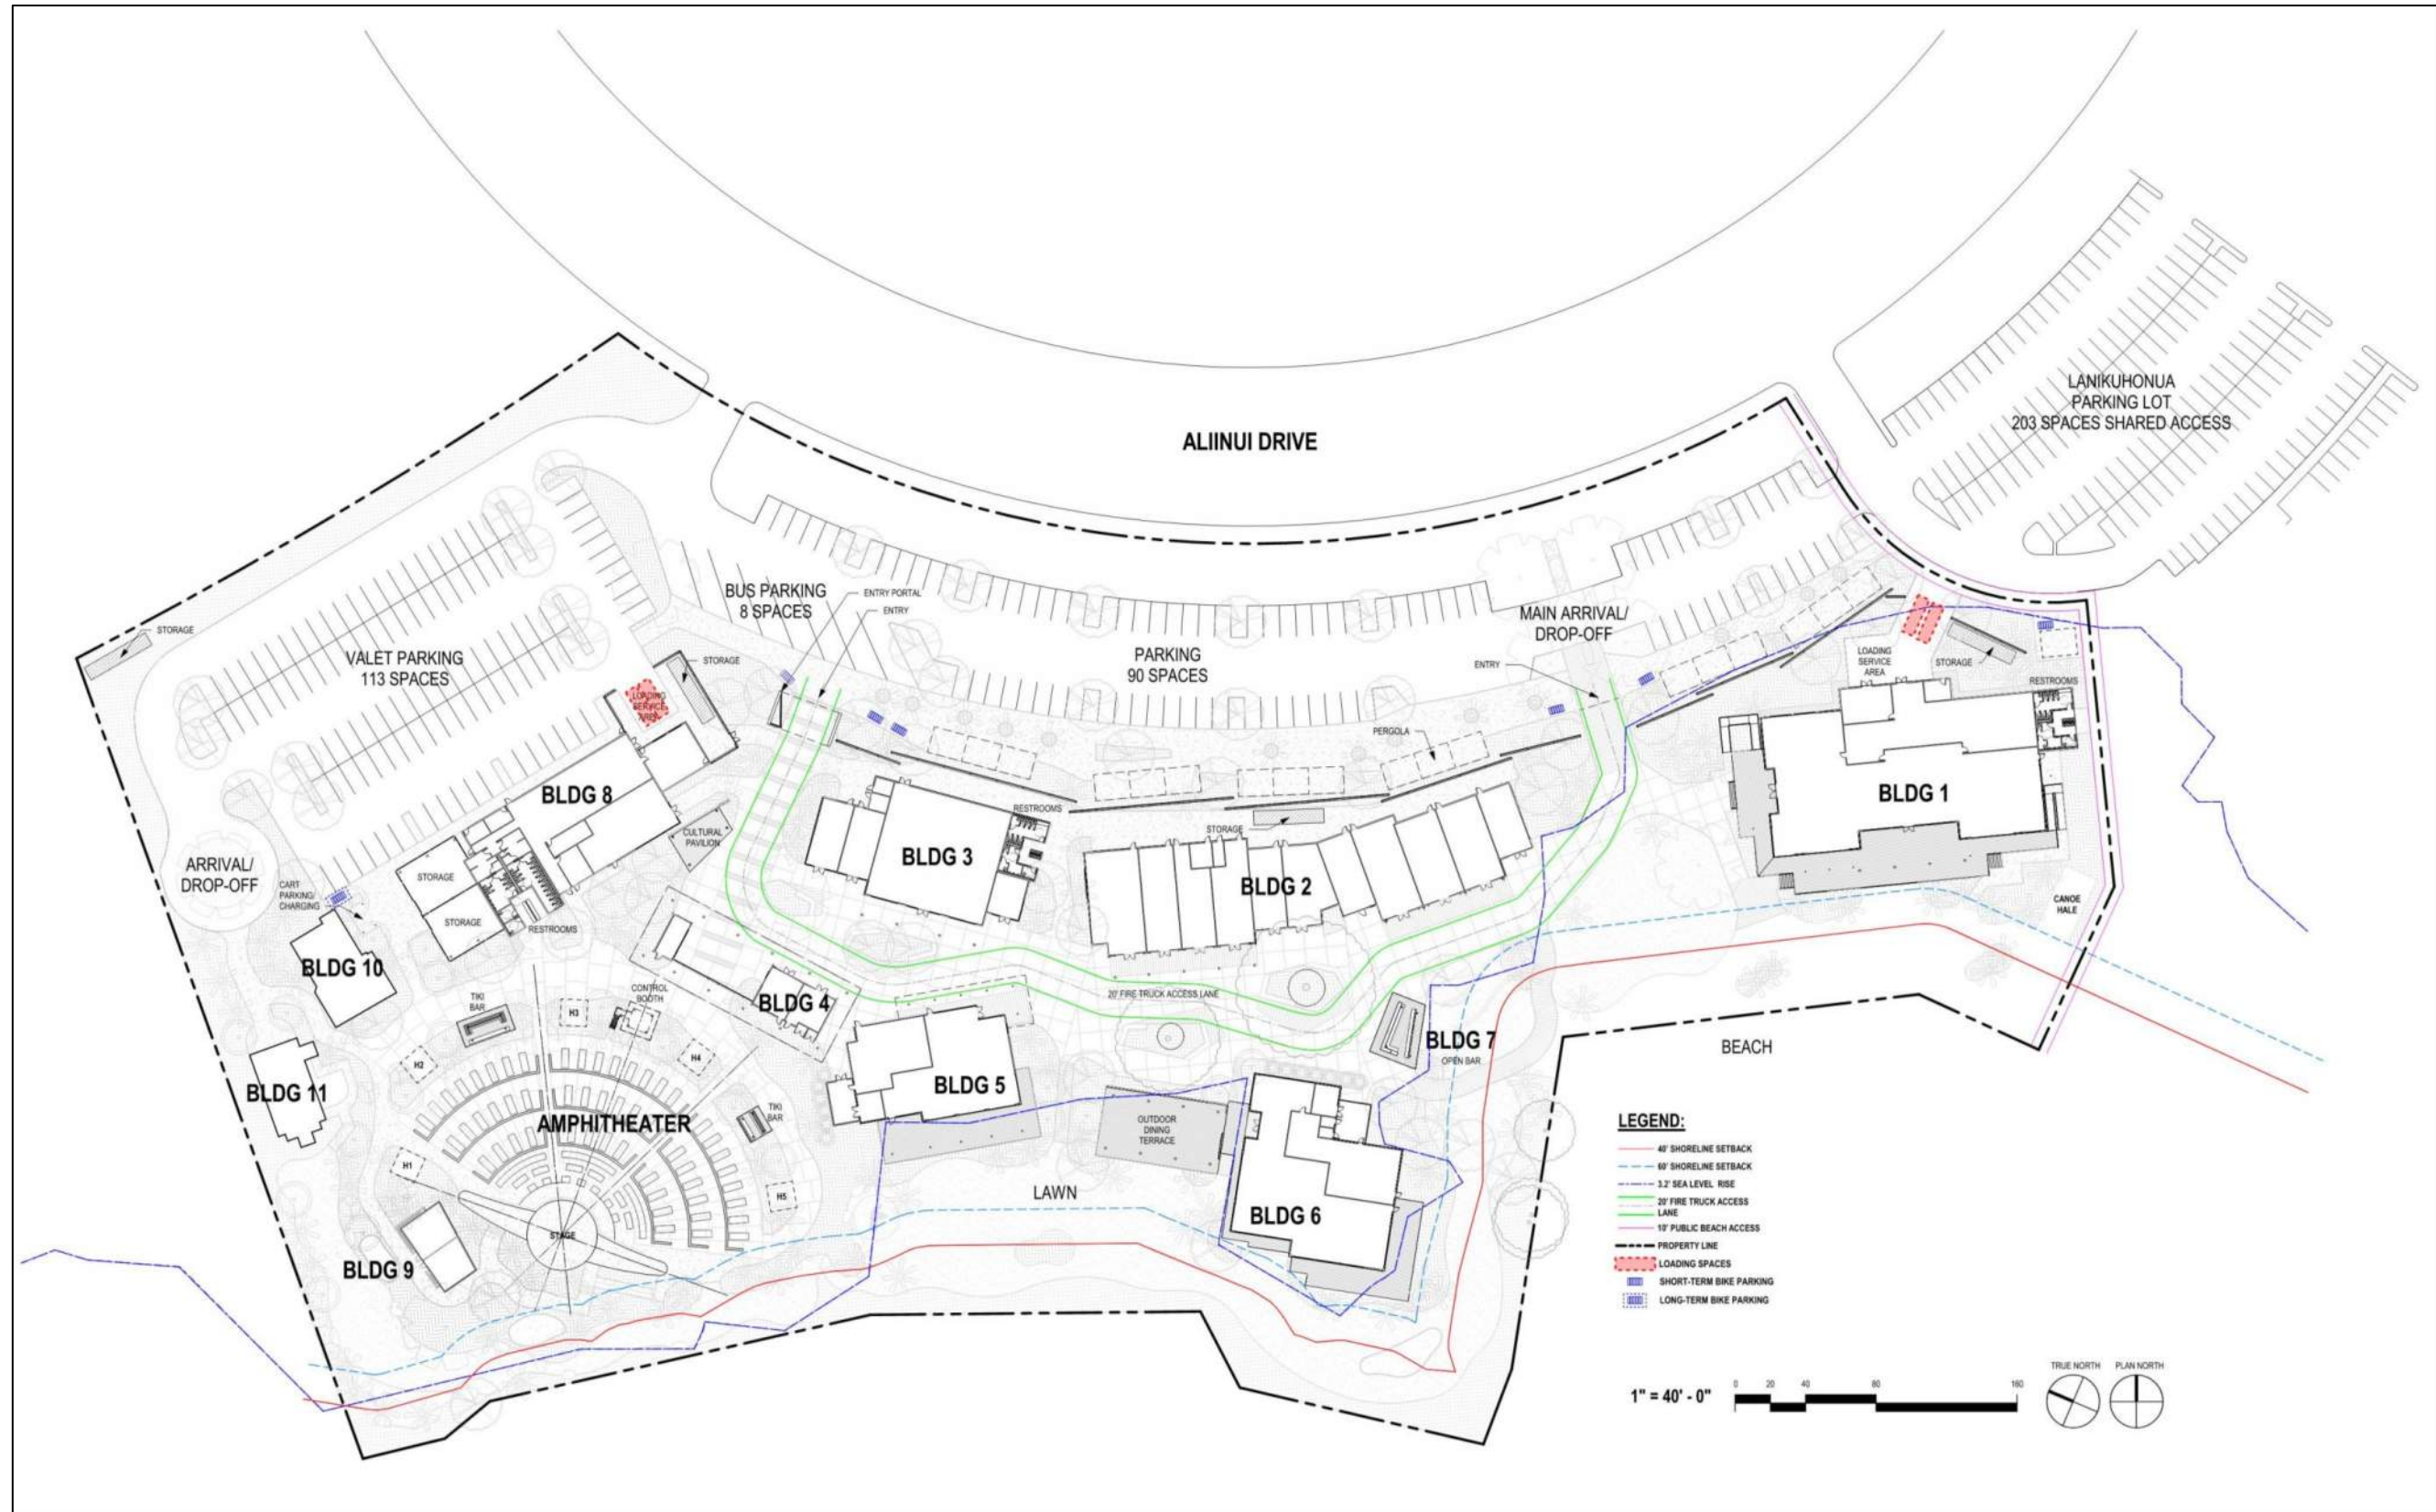 ALIINUI DRIVE
LANIKUHONUA
PARKING LOT
203 SPACES SHARED ACCESS
STORAGE
VALET PARKING
113 SPACES
BUS PARKING
8 SPACES
ENTRY PORTAL
ENTRY
PARKING
90 SPACES
MAIN ARRIVAL/
DROP-OFF
ENTRY
LOADING
SERVICE
AREA
STORAGE
LOADING
SERVICE
AREA
STORAGE
RESTROOMS
PERGOLA
BLDG 8
BLDG 1
RESTROOMS
STORAGE
CULTURAL
PAVILION
BLDG 3
BLDG 2
ARRIVAL/
DROP-OFF
CART
PARKING/
CHARGING
STORAGE
STORAGE
RESTROOMS
CANOE
HALE
BLDG 10
TIKI
BAR
H3
CONTROL
BOOTH
BLDG 4
20' FIRE TRUCK ACCESS LANE
H2
H4
BLDG 7
OPEN BAR
BEACH
BLDG 11
BLDG 5
AMPHITHEATER
TIKI
BAR
OUTDOOR
DINING
TERRACE
H1
H5
LAWN
BLDG 6
STAGE
BLDG 9
LEGEND:
40' SHORELINE SETBACK
60' SHORELINE SETBACK
3.2' SEA LEVEL RISE
20' FIRE TRUCK ACCESS
LANE
10' PUBLIC BEACH ACCESS
PROPERTY LINE
LOADING SPACES
SHORT-TERM BIKE PARKING
LONG-TERM BIKE PARKING
1" = 40' - 0"
0 20 40 80 160
TRUE NORTH PLAN NORTH